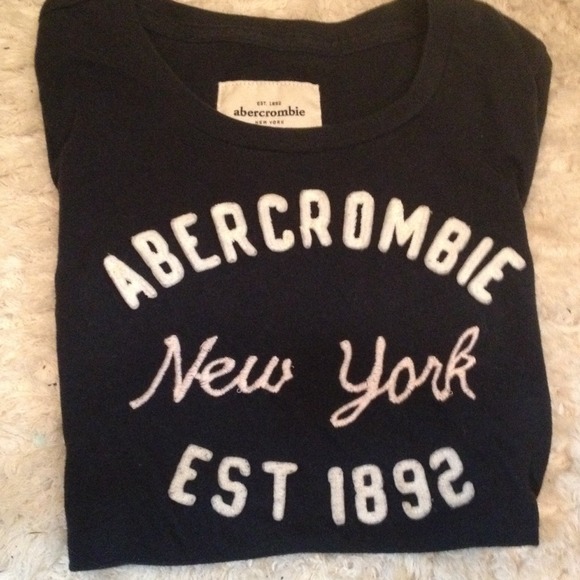 EST. 1892
abercrombie
NEW YORK
ABERCROMBIE
New York
EST 1892